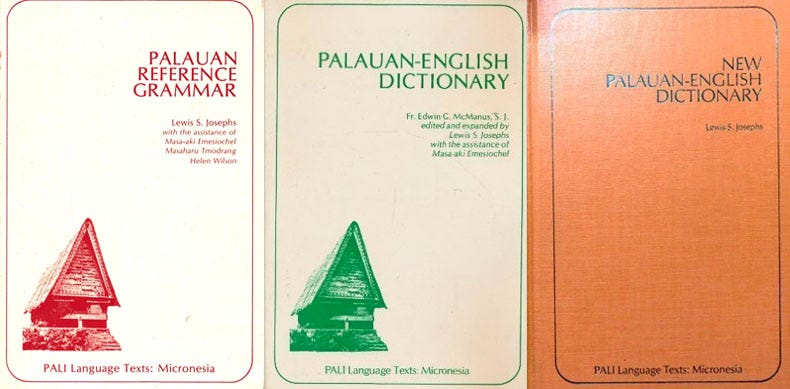 PALAUAN
REFERENCE
GRAMMAR
Lewis S. Josephs
with the assistance of
Masa-aki Emesiochel
Masaharu Tmodrang
Helen Wilson
PALI Language Texts: Micronesia
PALAUAN-ENGLISH
DICTIONARY
Fr. Edwin G. McManus, S. J.
edited and expanded by
Lewis S. Josephs
with the assistance of
Masa-aki Emesiochel
PALI Language Texts: Micronesia
NEW
PALAUAN-ENGLISH
DICTIONARY
Lewis S. Josephs
PALI Language Texts: Micronesia